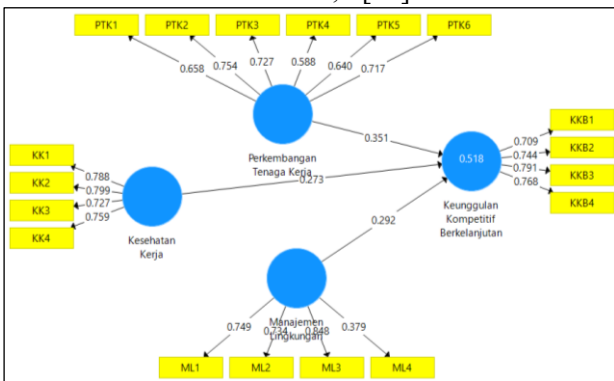 PTK1 PTK2 PTK3 PTK4 PTK5 PTK6
0.658 0.754 0.727 0.588 0.640 0.717
Perkembangan
Tenaga Kerja
0.351
KK1
KK2
KK3
KK4
0.788
0.799
0.727
0.759
Kesehatan
Kerja
0.273
0.518
Keunggulan
Kompetitif
Berkelanjutan
0.709
0.744
0.791
0.768
KKB1
KKB2
KKB3
KKB4
0.292
Manajemen
Lingkungan
0.749 0.734 0.848 0.379
ML1 ML2 ML3 ML4